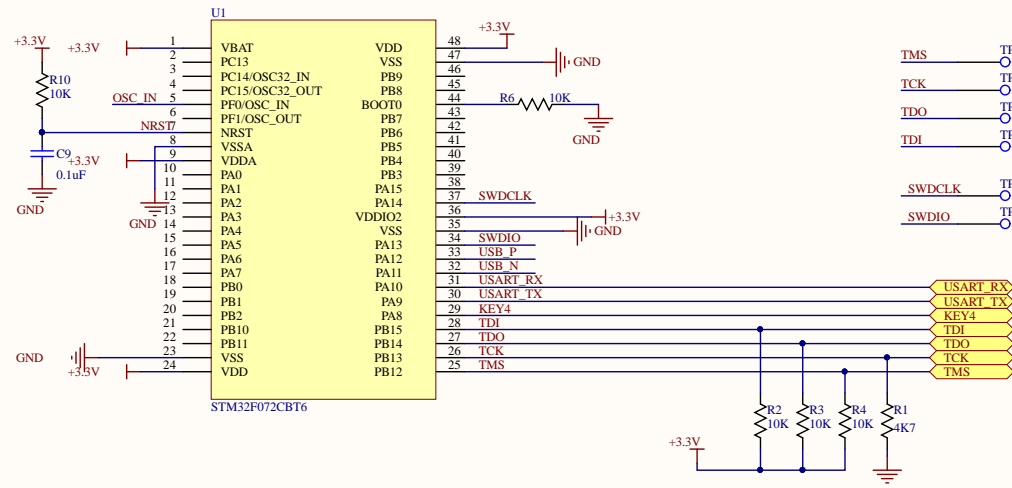 U1
+3.3V
+3.3V
+3.3V
1 VBAT VDD 48
2 PC13 VSS 47 GND
3 PC14/OSC32_IN PB9 46
TMS
R10
10K
4 PC15/OSC32_OUT PB8 45
TCK
OSC_IN 5 PF0/OSC_IN BOOT0 44 R6 10K
6 PF1/OSC_OUT PB7 43
TDO
NRST 7 NRST PB6 42
GND
8 VSSA PB5 41
TDI
C9
0.1uF
+3.3V 9 VDDA PB4 40
10 PA0 PB3 39
11 PA1 PA15 38
SWDCLK
12 PA2 PA14 37 SWDCLK
GND
13 PA3 VDDIO2 36 +3.3V
SWDIO
GND 14 PA4 VSS 35 GND
15 PA5 PA13 34 SWDIO
16 PA6 PA12 33 USB_P
17 PA7 PA11 32 USB_N
18 PB0 PA10 31 USART_RX USART_RX
19 PB1 PA9 30 USART_TX USART_TX
20 PB2 PA8 29 KEY4 KEY4
21 PB10 PB15 28 TDI TDI
22 PB11 PB14 27 TDO TDO
GND 23 VSS PB13 26 TCK TCK
+3.3V 24 VDD PB12 25 TMS TMS
STM32F072CBT6
R2 R3 R4 R1
10K 10K 10K 4K7
+3.3V